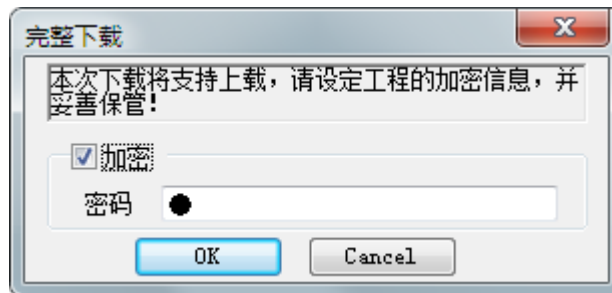 完整下载
本次下载将支持上载，请设定工程的加密信息，并
妥善保管!
加密
密码 ●
OK Cancel